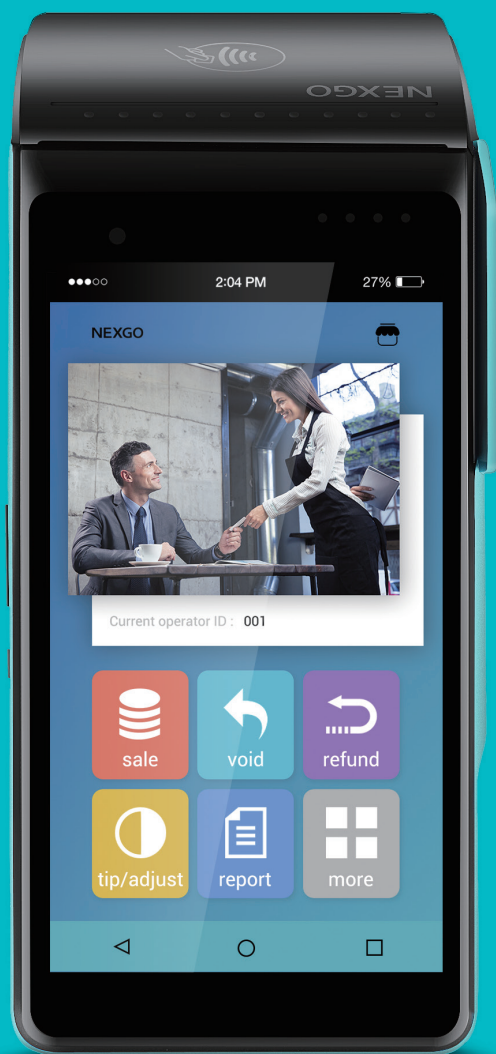 NEXGO
2:04 PM
27%
NEXGO
Current operator ID : 001
sale
void
refund
tip/adjust
report
more